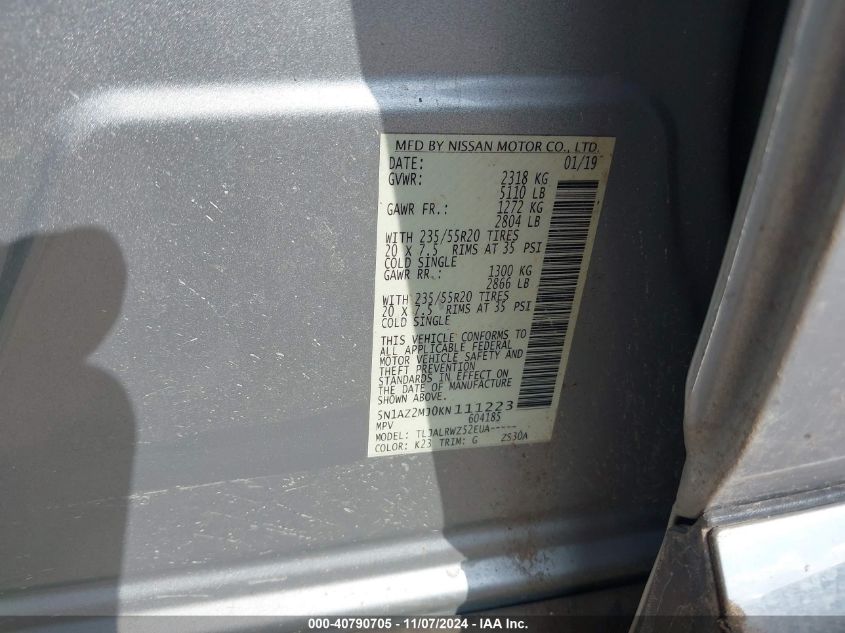 MFD BY NISSAN MOTOR CO., LTD.
DATE: 01/19
GVWR: 2318 KG
5110 LB
GAWR FR.: 1272 KG
2804 LB
WITH 235/55R20 TIRES
20 X 7.5 RIMS AT 35 PSI
COLD SINGLE
GAWR RR.: 1300 KG
2866 LB
WITH 235/55R20 TIRES
20 X 7.5 RIMS AT 35 PSI
COLD SINGLE
THIS VEHICLE CONFORMS TO
ALL APPLICABLE FEDERAL
MOTOR VEHICLE SAFETY AND
THEFT PREVENTION
STANDARDS IN EFFECT ON
THE DATE OF MANUFACTURE
SHOWN ABOVE.
5N1AZ2MJ0KN111223
MPV 604185
MODEL: TLJALRWZ52EUA-----
COLOR: K23 TRIM: G ZS30A
000-40790705 - 11/07/2024 - IAA Inc.